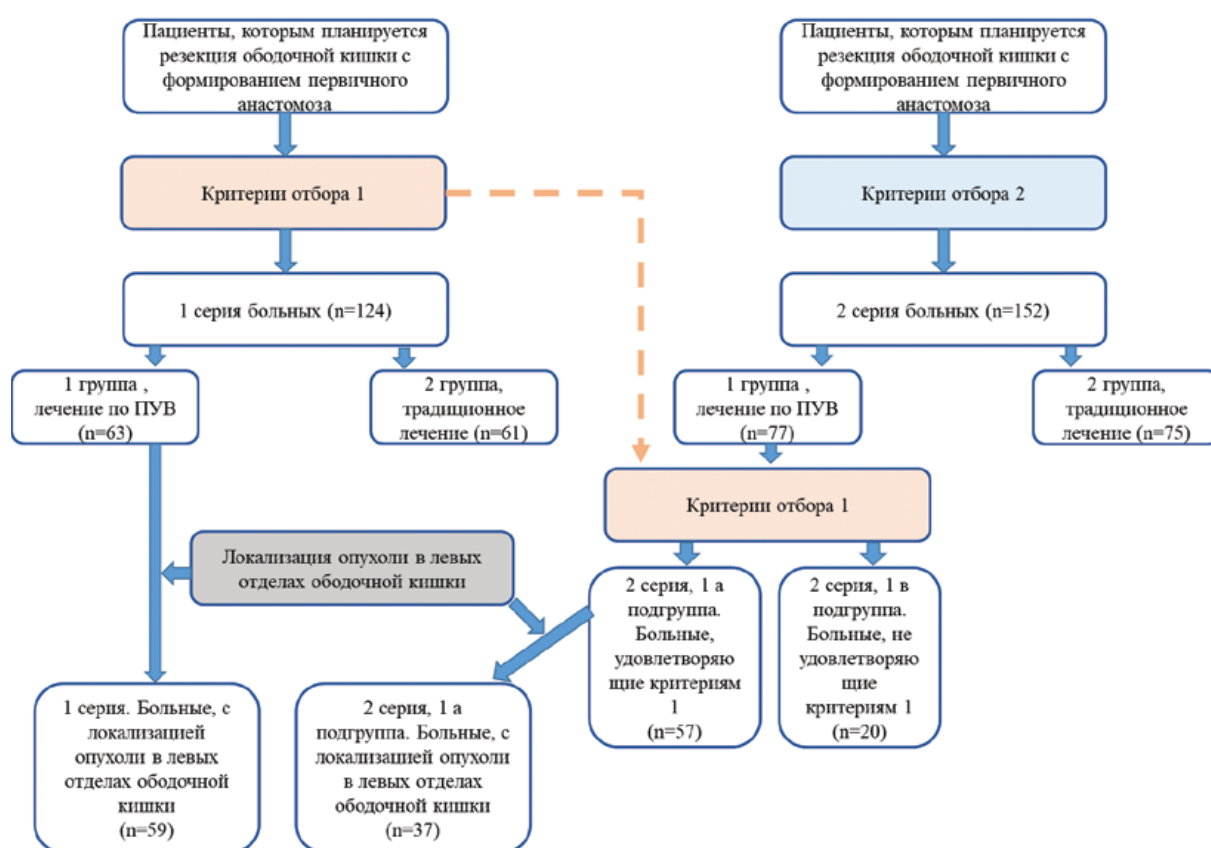 Пациенты, которым планируется
резекция ободочной кишки с
формированием первичного
анастомоза
Пациенты, которым планируется
резекция ободочной кишки с
формированием первичного
анастомоза
Критерии отбора 1
Критерии отбора 2
1 серия больных (n=124)
2 серия больных (n=152)
1 группа ,
лечение по ПУВ
(n=63)
2 группа,
традиционное
лечение (n=61)
1 группа ,
лечение по ПУВ
(n=77)
2 группа,
традиционное
лечение (n=75)
Критерии отбора 1
Локализация опухоли в левых
отделах ободочной кишки
2 серия, 1 а
подгруппа.
Больные,
удовлетворяю
щие критериям
1
(n=57)
2 серия, 1 в
подгруппа.
Больные, не
удовлетворяю
щие
критериям 1
(n=20)
1 серия. Больные, с
локализацией
опухоли в левых
отделах ободочной
кишки
(n=59)
2 серия, 1 а
подгруппа. Больные, с
локализацией опухоли
в левых отделах
ободочной кишки
(n=37)